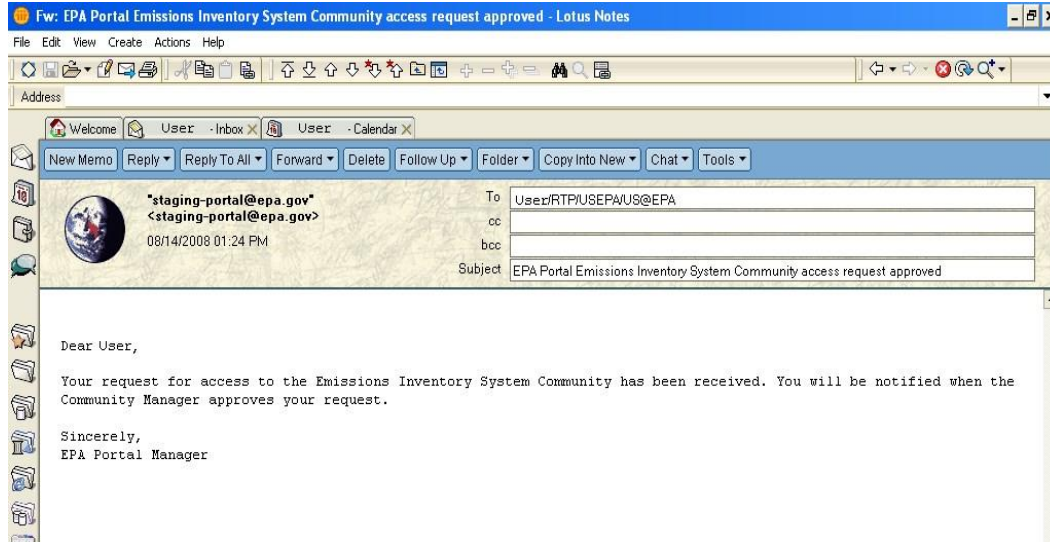 Fw: EPA Portal Emissions Inventory System Community access request approved - Lotus Notes
File Edit View Create Actions Help
Address
Welcome User - Inbox User - Calendar
New Memo Reply Reply To All Forward Delete Follow Up Folder Copy Into New Chat Tools
"staging-portal@epa.gov"
<staging-portal@epa.gov>
08/14/2008 01:24 PM
To User/RTP/USEPA/US@EPA
cc
bcc
Subject EPA Portal Emissions Inventory System Community access request approved
Dear User,
Your request for access to the Emissions Inventory System Community has been received. You will be notified when the
Community Manager approves your request.
Sincerely,
EPA Portal Manager